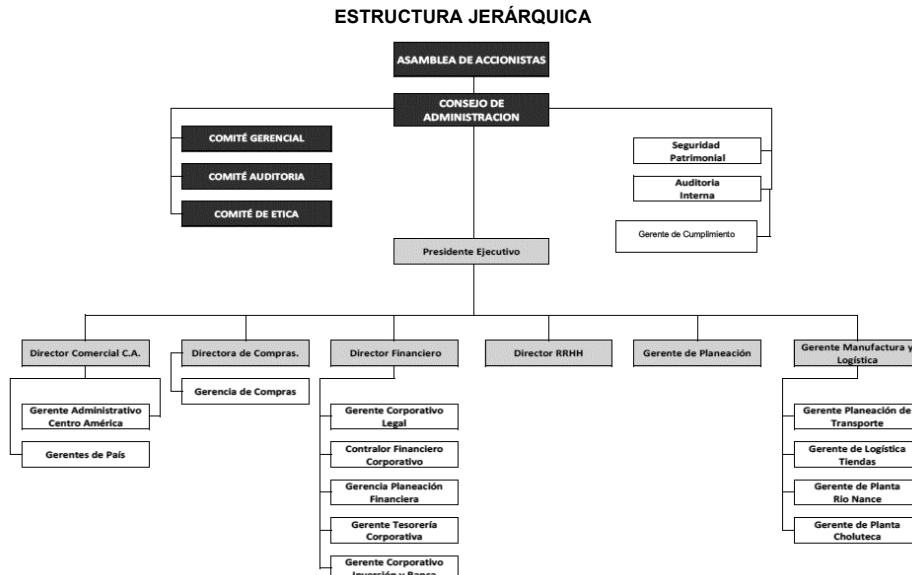 ESTRUCTURA JERÁRQUICA
ASAMBLEA DE ACCIONISTAS
CONSEJO DE
ADMINISTRACION
COMITÉ GERENCIAL
COMITÉ AUDITORIA
COMITÉ DE ETICA
Seguridad
Patrimonial
Auditoria
Interna
Gerente de Cumplimiento
Presidente Ejecutivo
Director Comercial C.A.
Directora de Compras.
Director Financiero
Director RRHH
Gerente de Planeación
Gerente Manufactura y
Logística
Gerente Administrativo
Centro América
Gerentes de País
Gerencia de Compras
Gerente Corporativo
Legal
Contralor Financiero
Corporativo
Gerencia Planeación
Financiera
Gerente Tesorería
Corporativa
Gerente Corporativo
Inversión y Banca
Gerente Planeación de
Transporte
Gerente de Logística
Tiendas
Gerente de Planta
Rio Nance
Gerente de Planta
Choluteca